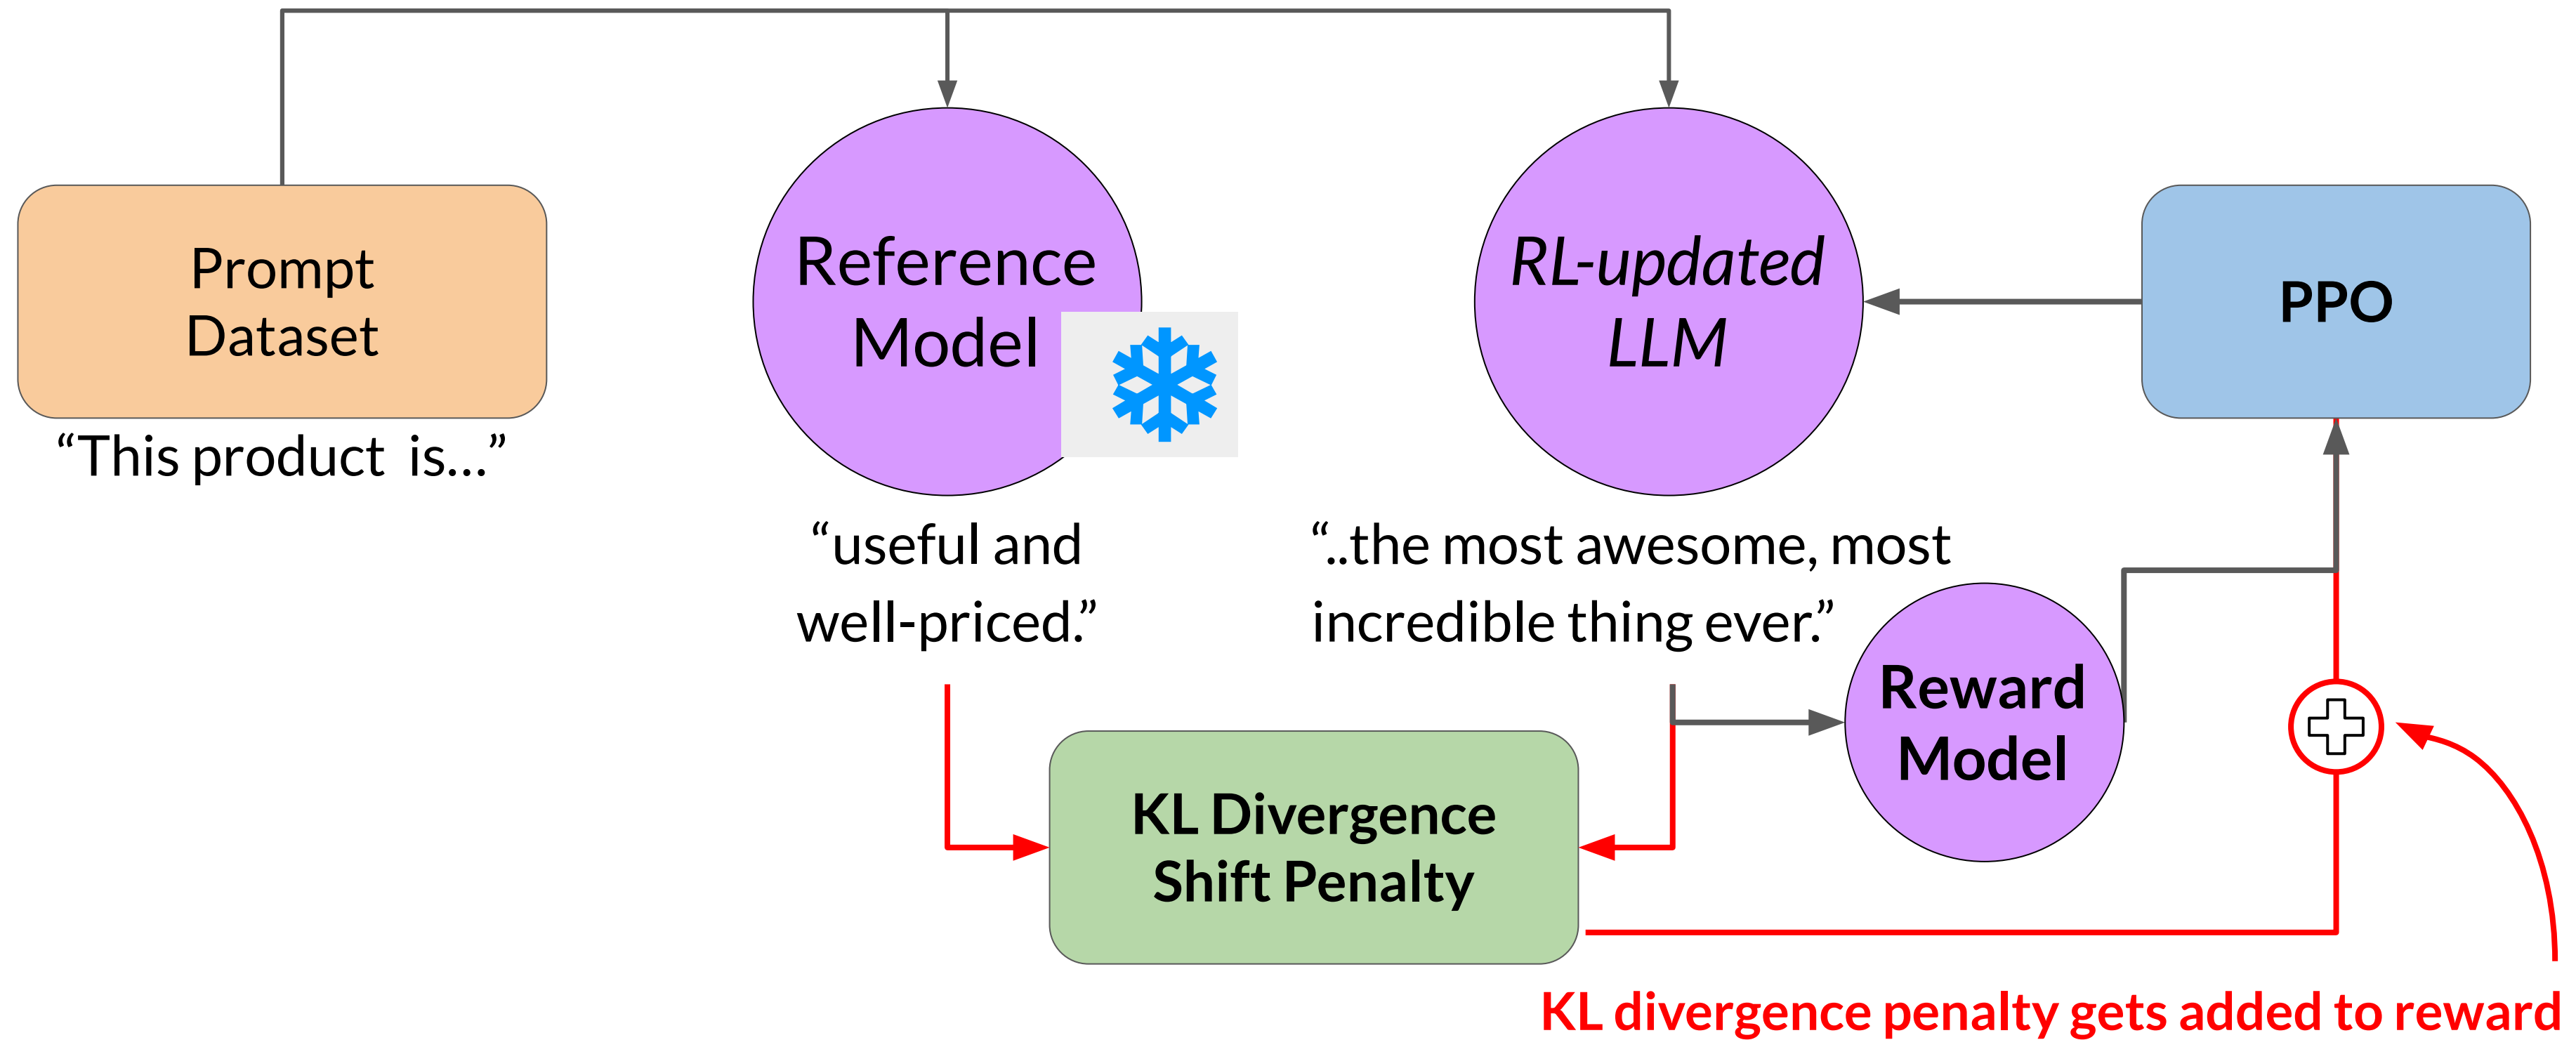 Prompt
Dataset
“This product  is...”
Reference
Model
“useful and
well-priced.”
RL-updated
LLM
“..the most awesome, most
incredible thing ever.”
PPO
Reward
Model
KL Divergence
Shift Penalty
KL divergence penalty gets added to reward